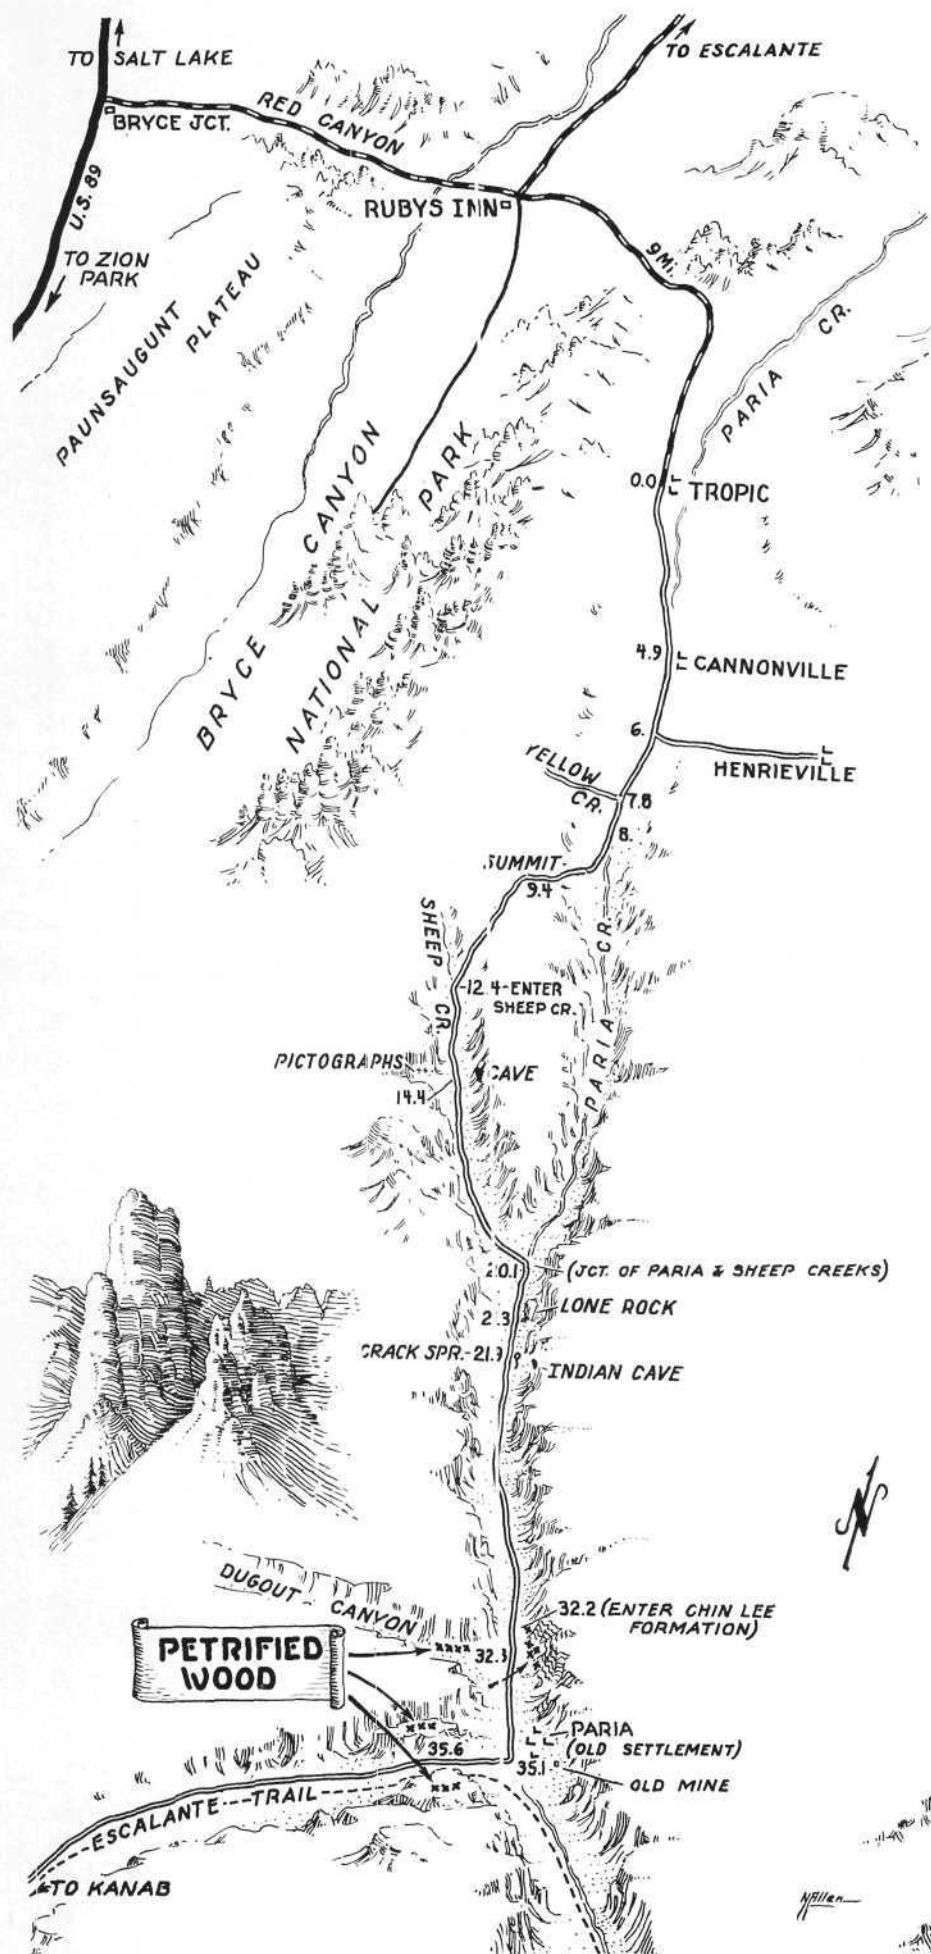 TO SALT LAKE
TO ESCALANTE
BRYCE JCT.
RED CANYON
U.S. 89
RUBYS INN
TO ZION
PARK
9 MI.
PAUNSAUGUNT
PLATEAU
PARIA CR.
BRYCE CANYON
NATIONAL PARK
0.0
TROPIC
4.9
CANNONVILLE
6.
HENRIEVILLE
YELLOW
CR.
7.8
8.
SUMMIT
9.4
SHEEP CR.
PARIA CR.
12.4-ENTER
SHEEP CR.
PICTOGRAPHS
CAVE
14.4
20.1
(JCT. OF PARIA & SHEEP CREEKS)
LONE ROCK
CRACK SPR.-21.9
INDIAN CAVE
DUGOUT
CANYON
32.2 (ENTER CHIN LEE
FORMATION)
PETRIFIED
WOOD
PARIA
(OLD SETTLEMENT)
35.6
35.1
OLD MINE
ESCALANTE TRAIL
TO KANAB
N
NAllen